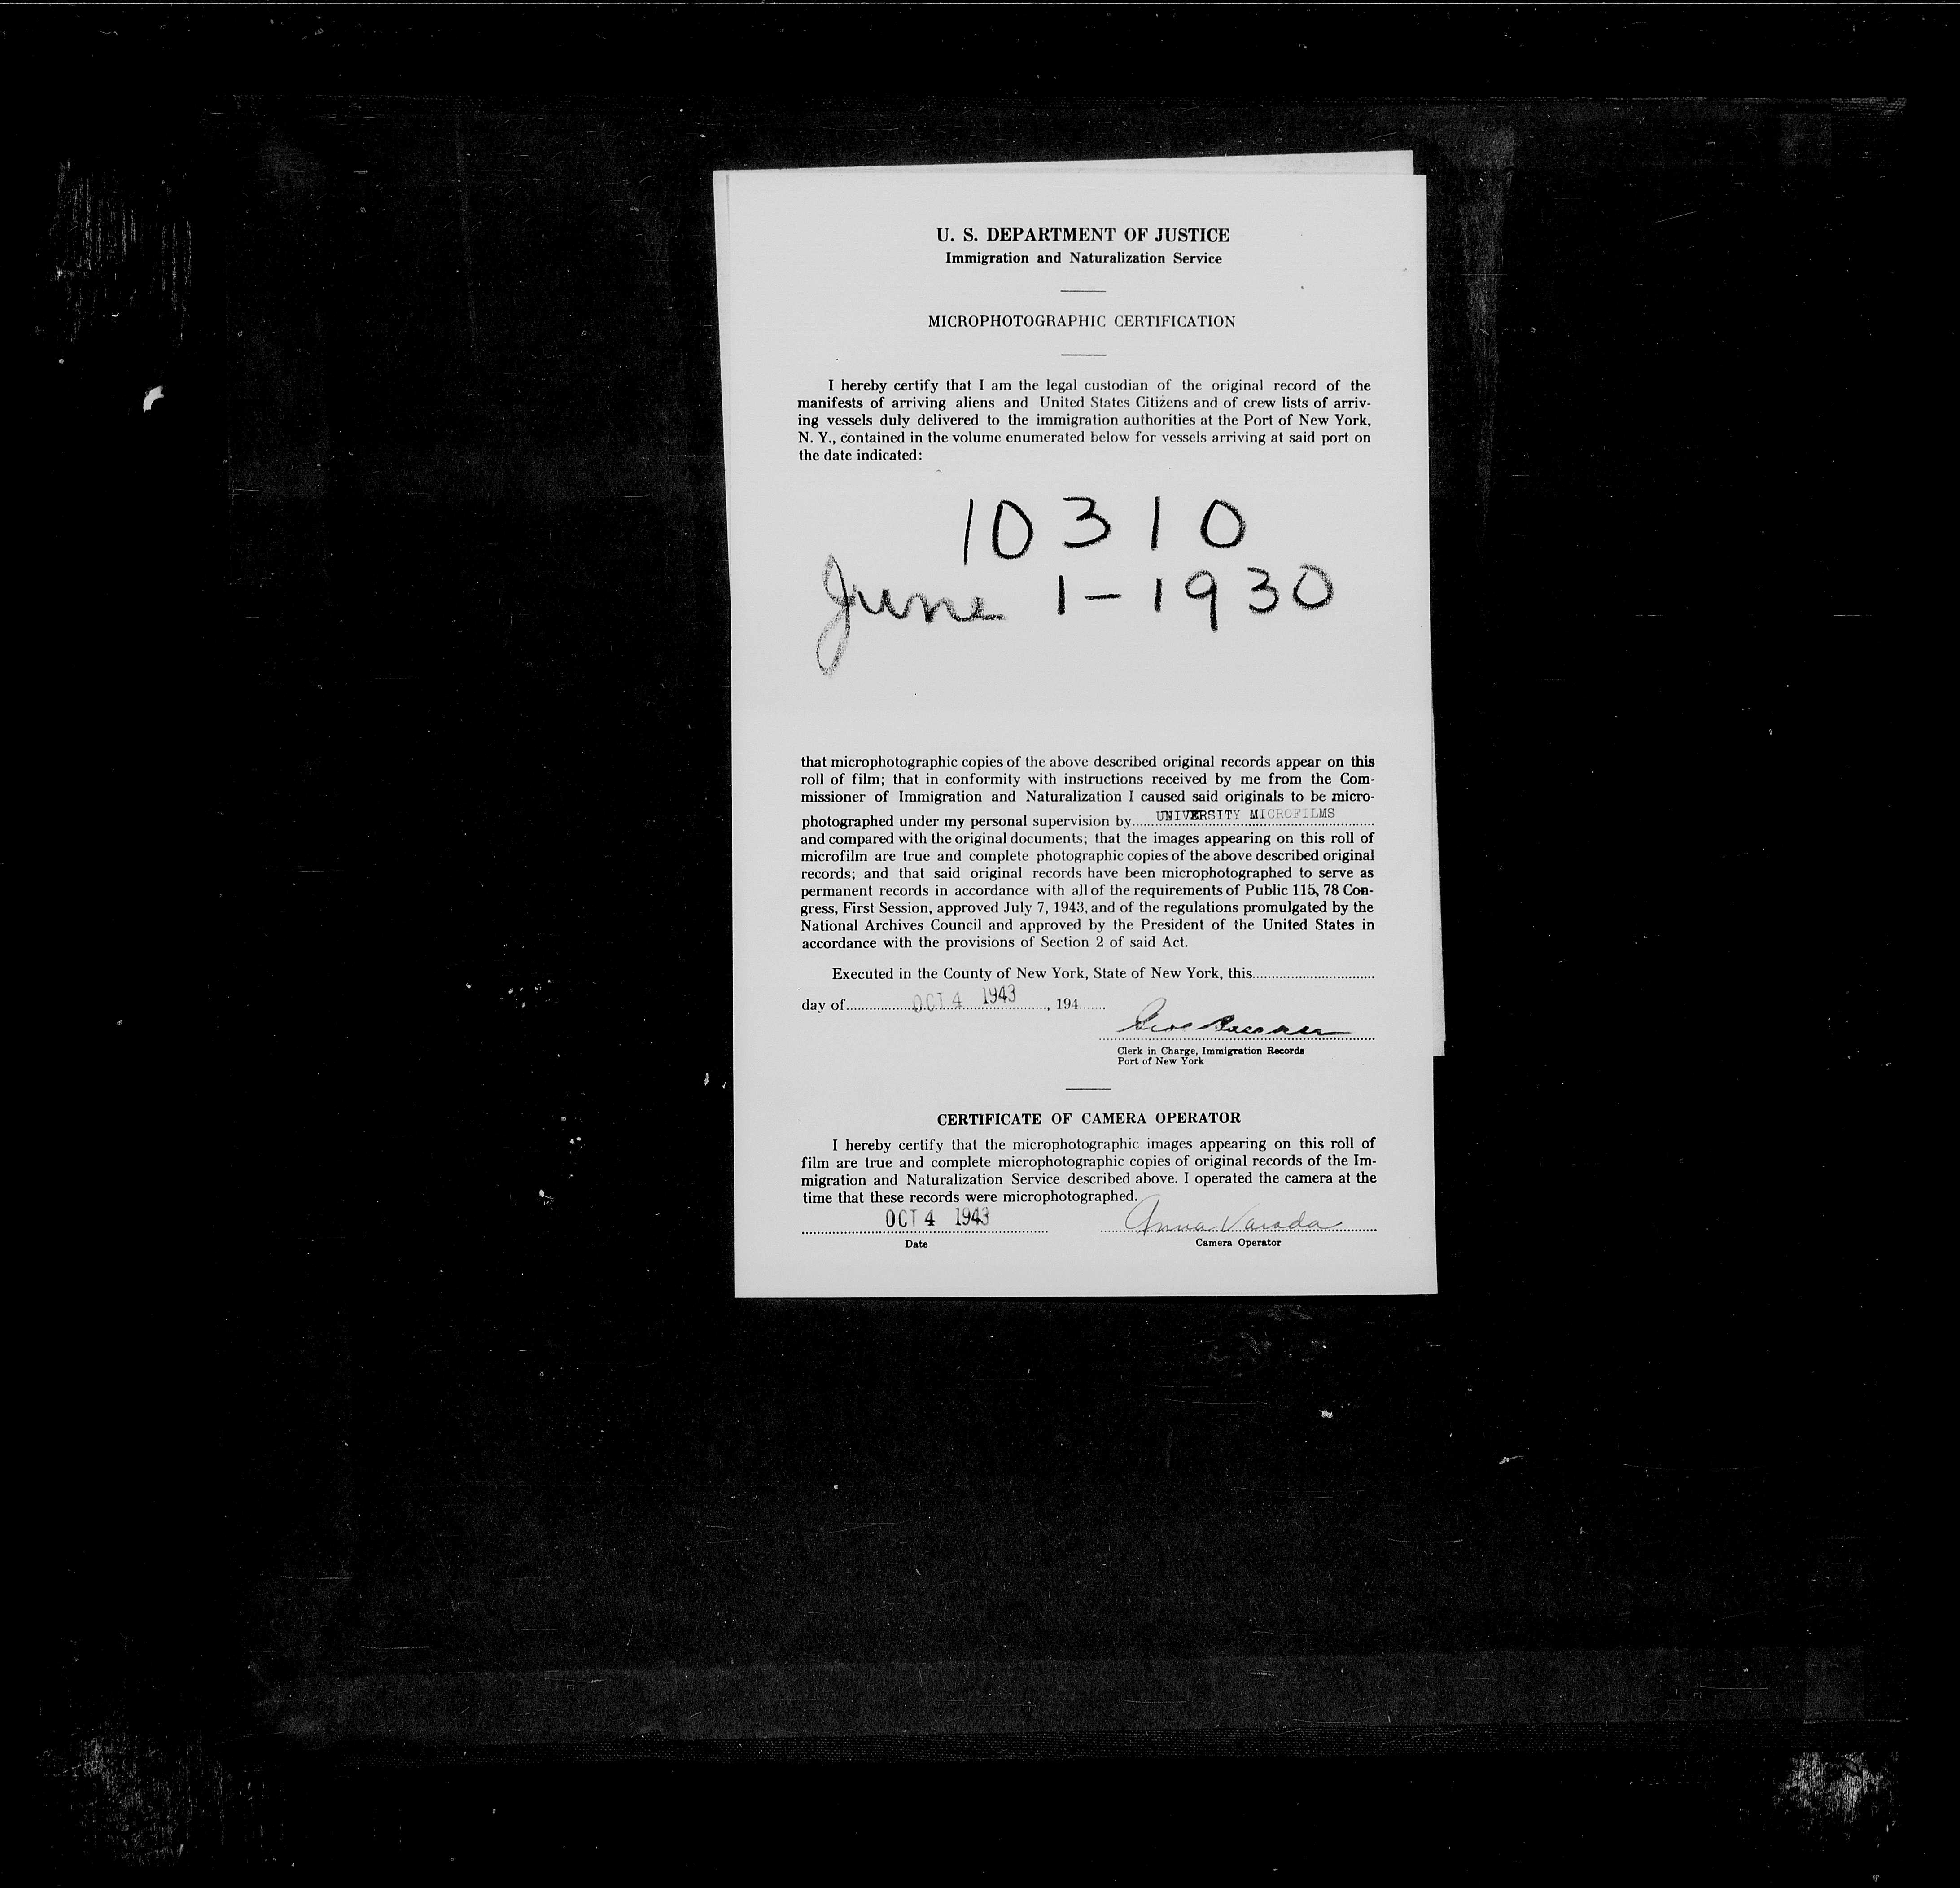 U. S. DEPARTMENT OF JUSTICE
Immigration and Naturalization Service
MICROPHOTOGRAPHIC CERTIFICATION
I hereby certify that I am the legal custodian of the original record of the
manifests of arriving aliens and United States Citizens and of crew lists of arriv-
ing vessels duly delivered to the immigration authorities at the Port of New York,
N. Y., contained in the volume enumerated below for vessels arriving at said port on
the date indicated:
10310
June 1-1930
that microphotographic copies of the above described original records appear on this
roll of film; that in conformity with instructions received by me from the Com-
missioner of Immigration and Naturalization I caused said originals to be micro-
photographed under my personal supervision by UNIVERSITY MICROFILMS
and compared with the original documents; that the images appearing on this roll of
microfilm are true and complete photographic copies of the above described original
records; and that said original records have been microphotographed to serve as
permanent records in accordance with all of the requirements of Public 115, 78 Con-
gress, First Session, approved July 7, 1943, and of the regulations promulgated by the
National Archives Council and approved by the President of the United States in
accordance with the provisions of Section 2 of said Act.
Executed in the County of New York, State of New York, this
day of OCT 4 1943, 194
Clerk in Charge, Immigration Records
Port of New York
CERTIFICATE OF CAMERA OPERATOR
I hereby certify that the microphotographic images appearing on this roll of
film are true and complete microphotographic copies of original records of the Im-
migration and Naturalization Service described above. I operated the camera at the
time that these records were microphotographed.
OCT 4 1943 Anna Varada
Date Camera Operator